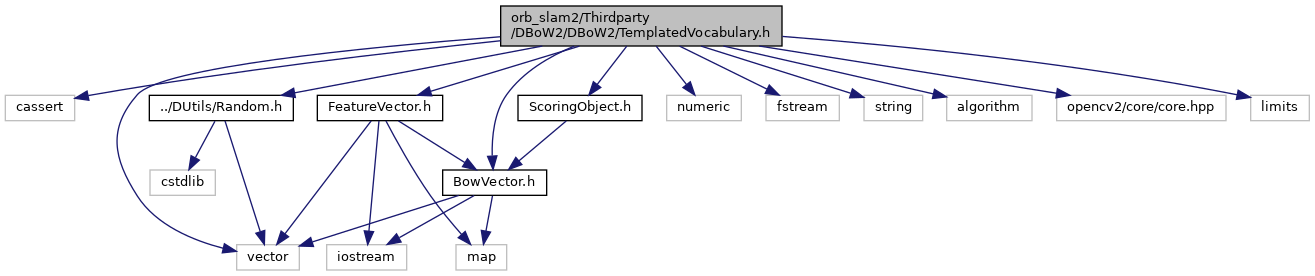 orb_slam2/Thirdparty
/DBoW2/DBoW2/TemplatedVocabulary.h
cassert
../DUtils/Random.h
FeatureVector.h
ScoringObject.h
numeric
fstream
string
algorithm
opencv2/core/core.hpp
limits
cstdlib
BowVector.h
vector
iostream
map